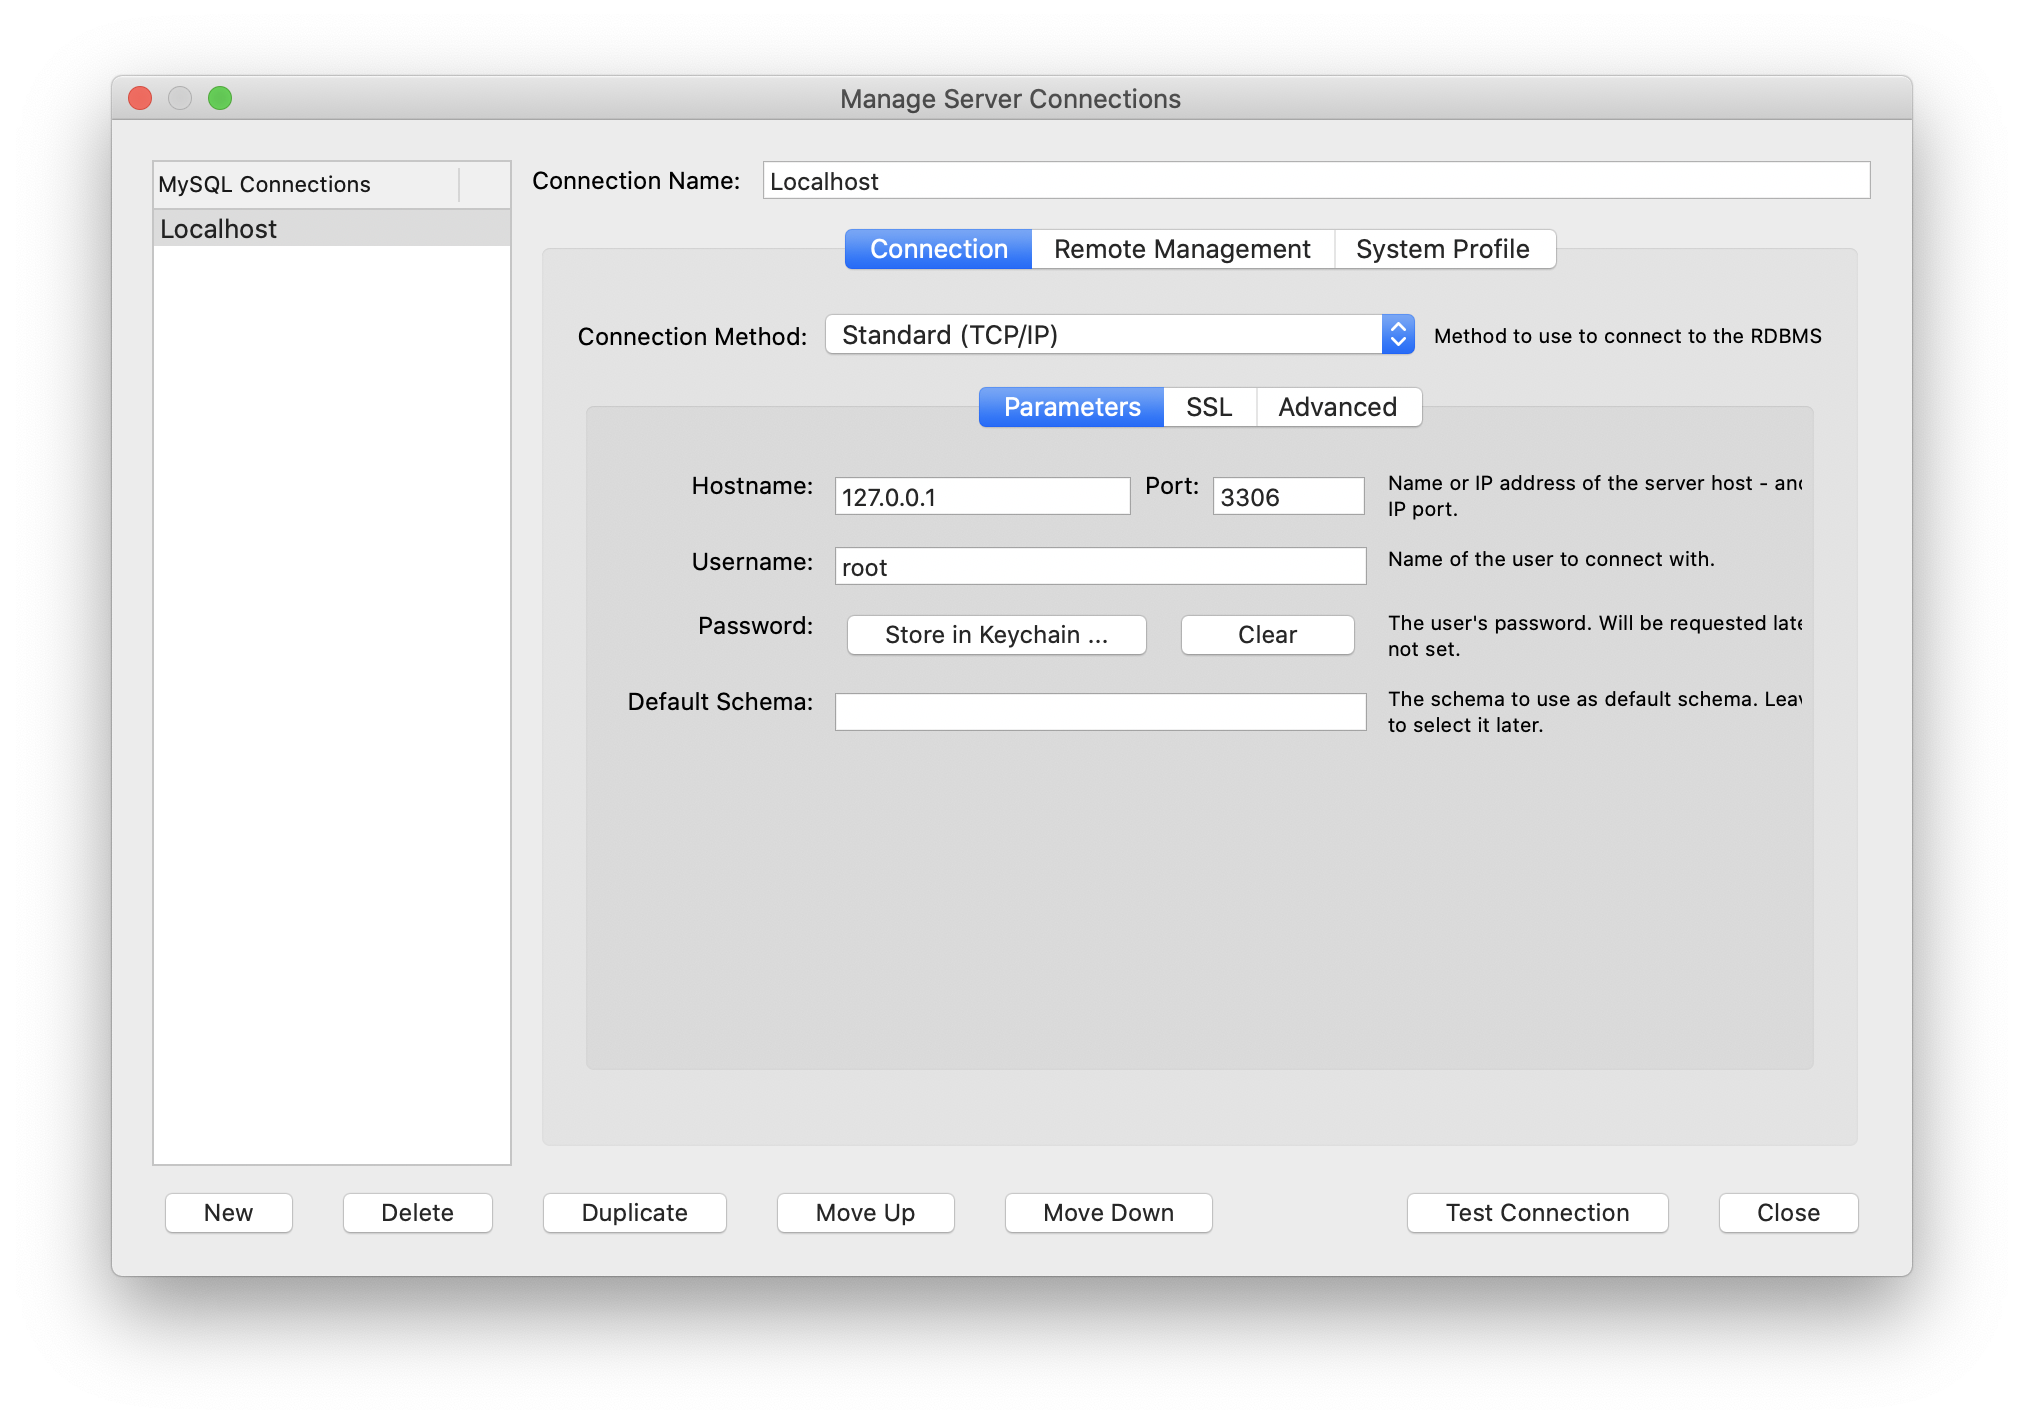 Manage Server Connections
MySQL Connections
Localhost
Connection Name: Localhost
Connection Remote Management System Profile
Connection Method: Standard (TCP/IP) Method to use to connect to the RDBMS
Parameters SSL Advanced
Hostname: 127.0.0.1 Port: 3306 Name or IP address of the server host - and
IP port.
Username: root Name of the user to connect with.
Password: Store in Keychain ... Clear The user's password. Will be requested late
not set.
Default Schema: The schema to use as default schema. Leav
to select it later.
New Delete Duplicate Move Up Move Down Test Connection Close